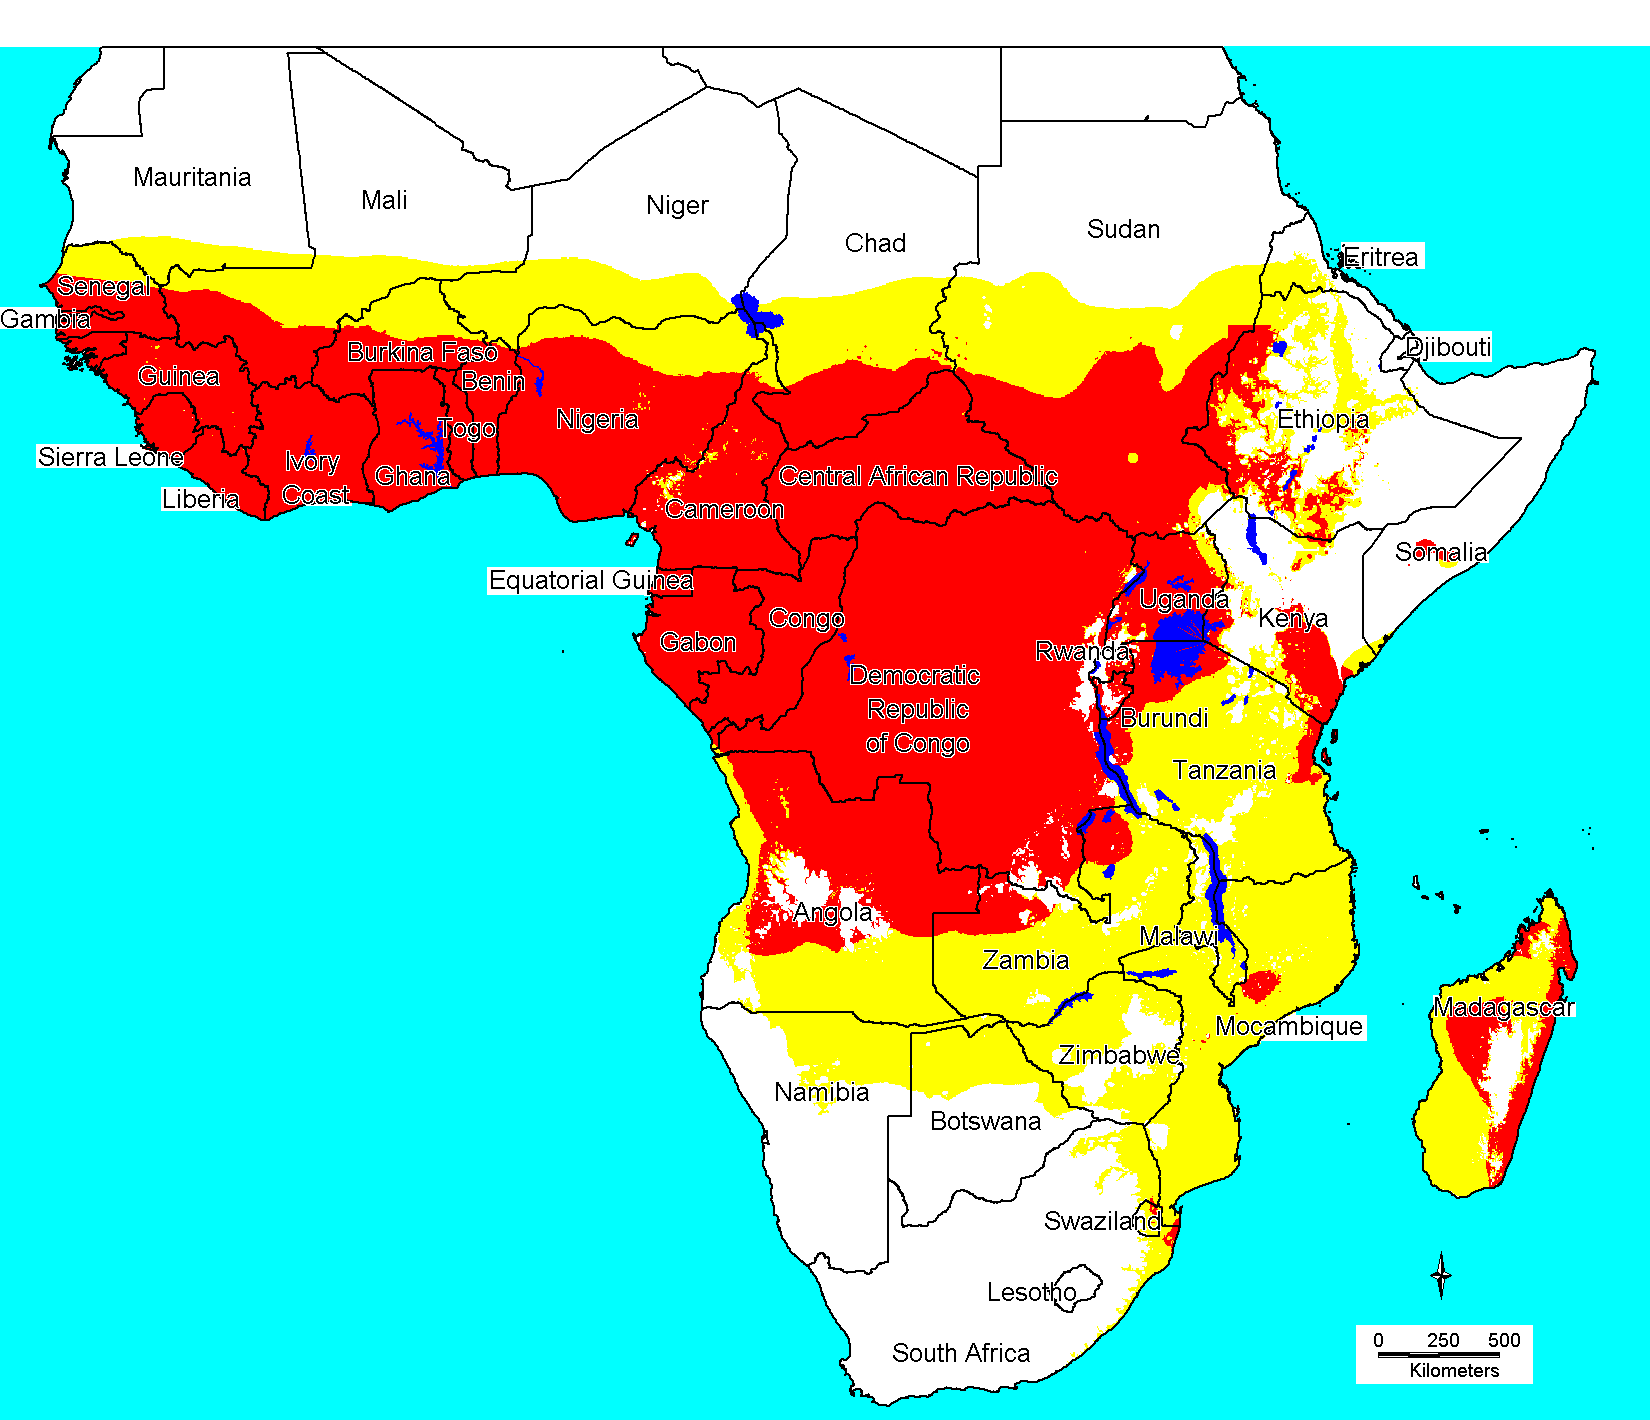 Mauritania
Mali
Niger
Chad
Sudan
Eritrea
Senegal
Gambia
Djibouti
Burkina Faso
Guinea
Benin
Nigeria
Togo
Ethiopia
Sierra Leone
Ivory
Coast
Ghana
Liberia
Central African Republic
Cameroon
Somalia
Equatorial Guinea
Uganda
Kenya
Congo
Gabon
Rwanda
Democratic
Republic
of Congo
Burundi
Tanzania
Angola
Malawi
Zambia
Madagascar
Mocambique
Zimbabwe
Namibia
Botswana
Swaziland
Lesotho
South Africa
0 250 500
Kilometers